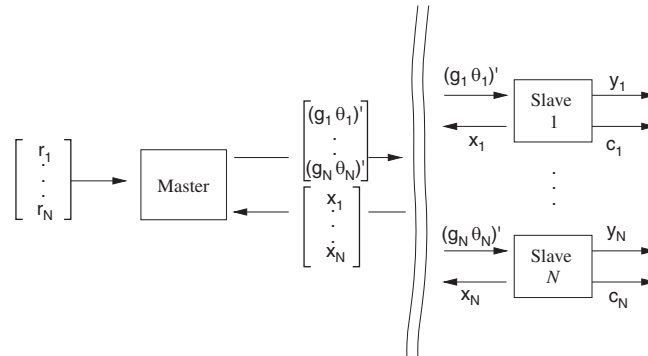 r1
.
.
rN
Master
(g1 θ1)'
.
.
(gN θN)'
x1
.
.
xN
(g1 θ1)'
x1
Slave
1
y1
c1
.
.
.
(gN θN)'
xN
Slave
N
yN
cN